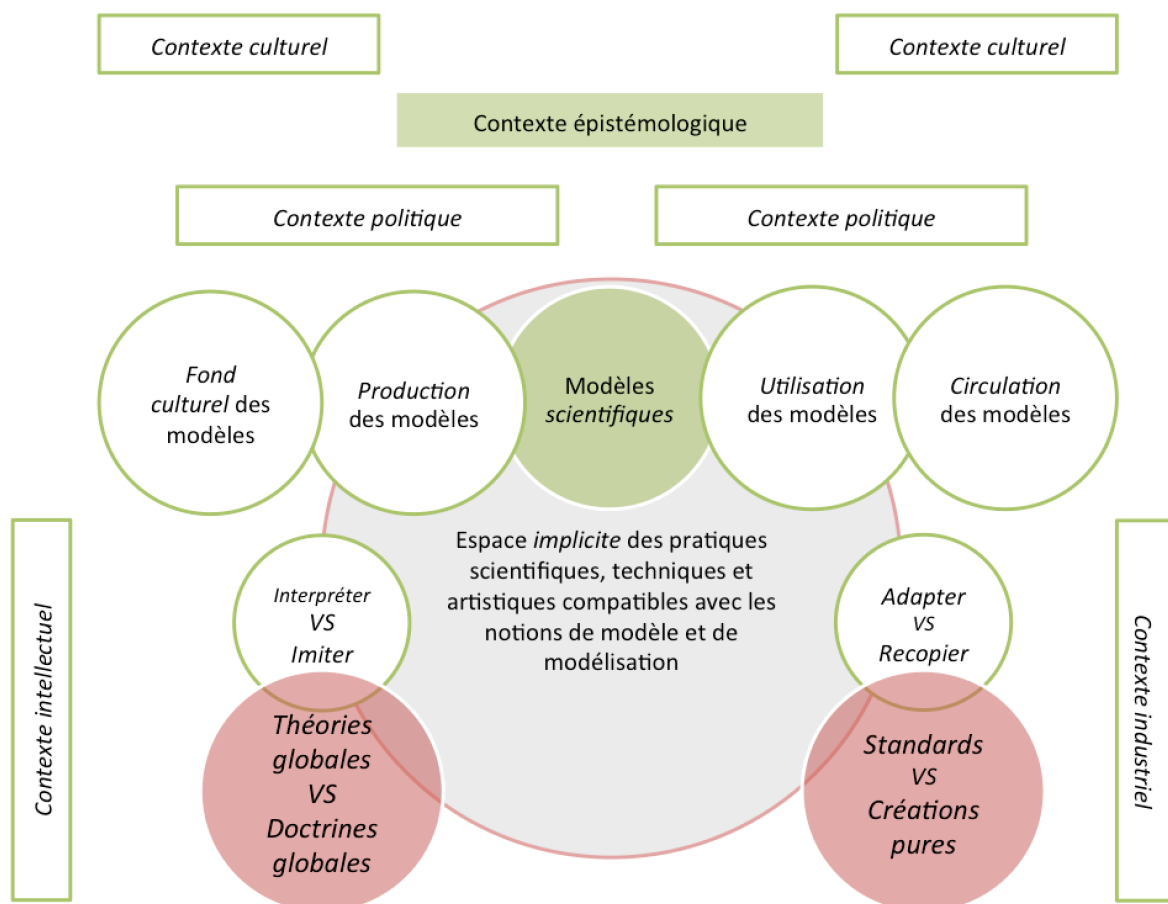 Contexte culturel
Contexte culturel
Contexte épistémologique
Contexte politique
Contexte politique
Fond
culturel des
modèles
Production
des modèles
Modèles
scientifiques
Utilisation
des modèles
Circulation
des modèles
Contexte intellectuel
Interpréter
VS
Imiter
Espace implicite des pratiques
scientifiques, techniques et
artistiques compatibles avec les
notions de modèle et de
modélisation
Adapter
VS
Recopier
Contexte industriel
Théories
globales
VS
Doctrines
globales
Standards
VS
Créations
pures